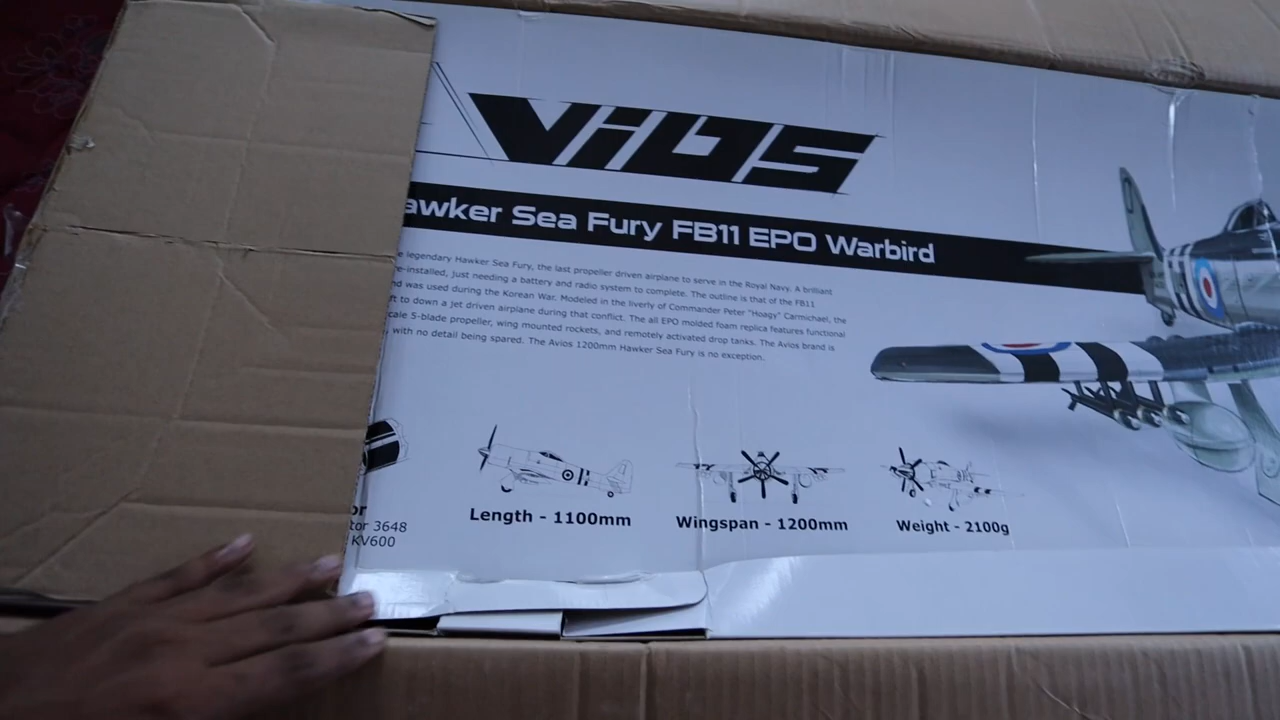 Vios
awker Sea Fury FB11 EPO Warbird
e legendary Hawker Sea Fury, the last propeller driven airplane to serve in the Royal Navy. A brilliant
e-installed, just needing a battery and radio system to complete. The outline is that of the FB11
nd was used during the Korean War. Modeled in the liverly of Commander Peter "Hoagy" Carmichael, the
ft to down a jet driven airplane during that conflict. The all EPO molded foam replica features functional
cale 5-blade propeller, wing mounted rockets, and remotely activated drop tanks. The Avios brand is
with no detail being spared. The Avios 1200mm Hawker Sea Fury is no exception.
or
tor 3648
KV600
Length - 1100mm
Wingspan - 1200mm
Weight - 2100g